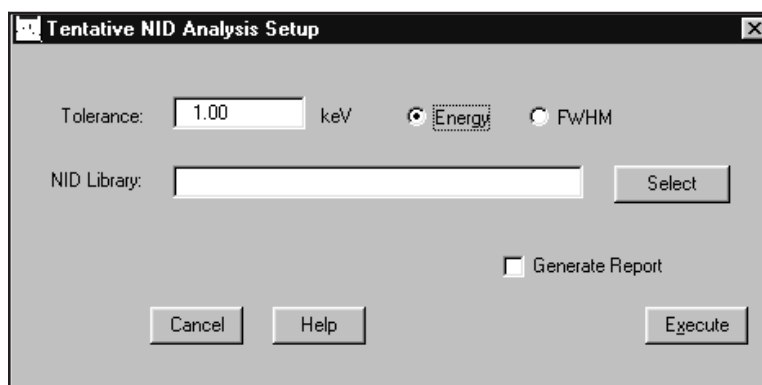 Tentative NID Analysis Setup
Tolerance: 1.00 keV Energy FWHM
NID Library: Select
Generate Report
Cancel Help Execute